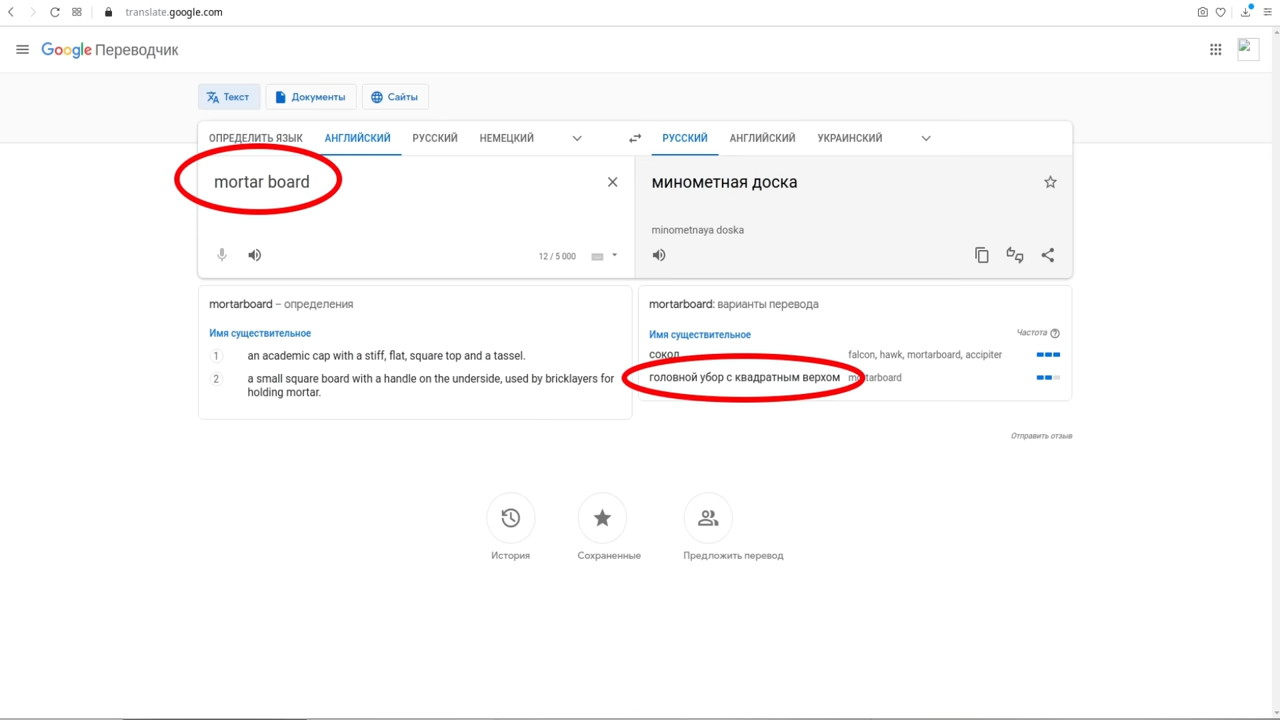 translate.google.com
Google Переводчик
Текст
Документы
Сайты
ОПРЕДЕЛИТЬ ЯЗЫК АНГЛИЙСКИЙ РУССКИЙ НЕМЕЦКИЙ
РУССКИЙ АНГЛИЙСКИЙ УКРАИНСКИЙ
mortar board
12 / 5 000
минометная доска
minometnaya doska
mortarboard – определения
Имя существительное
1 an academic cap with a stiff, flat, square top and a tassel.
2 a small square board with a handle on the underside, used by bricklayers for
holding mortar.
mortarboard: варианты перевода
Имя существительное Частота
сокол falcon, hawk, mortarboard, accipiter
головной убор с квадратным верхом mortarboard
Отправить отзыв
История
Сохраненные
Предложить перевод